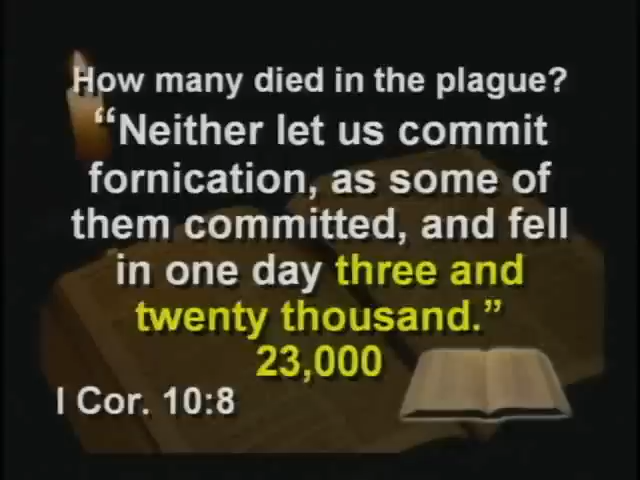 How many died in the plague?
“Neither let us commit
fornication, as some of
them committed, and fell
in one day three and
twenty thousand.”
23,000
I Cor. 10:8